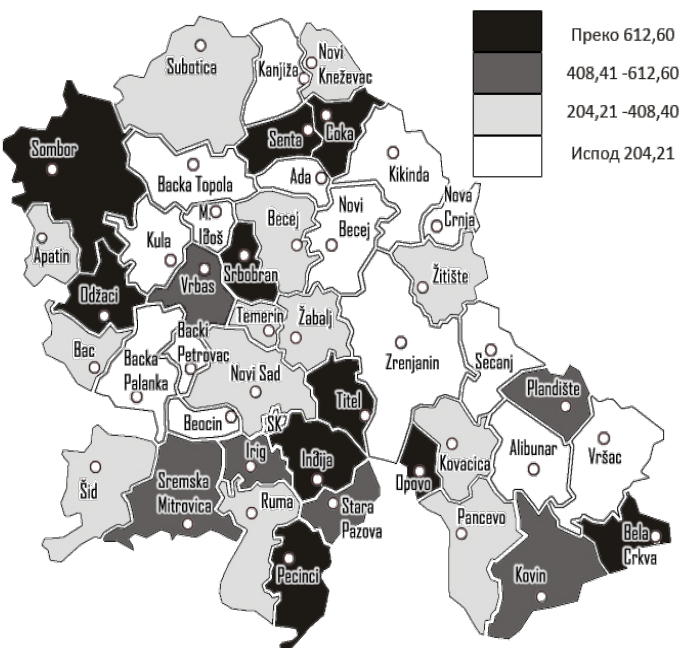 Преко 612,60
408,41 -612,60
204,21 -408,40
Испод 204,21
Subotica
Kanjiža
Novi
Kneževac
Senta
Coka
Sombor
Backa Topola
Ada
Kikinda
Nova
Crnja
Apatin
Kula
M.
Iđoš
Becej
Novi
Becej
Srbobran
Vrbas
Žitište
Odžaci
Temerin
Žabalj
Bac
Backa
Palanka
Backi
Petrovac
Zrenjanin
Secanj
Novi Sad
Plandište
Titel
Beocin
SK
Kovacica
Alibunar
Vršac
Šid
Sremska
Mitrovica
Irig
Inđija
Opovo
Ruma
Stara
Pazova
Pancevo
Bela
Crkva
Pecinci
Kovin